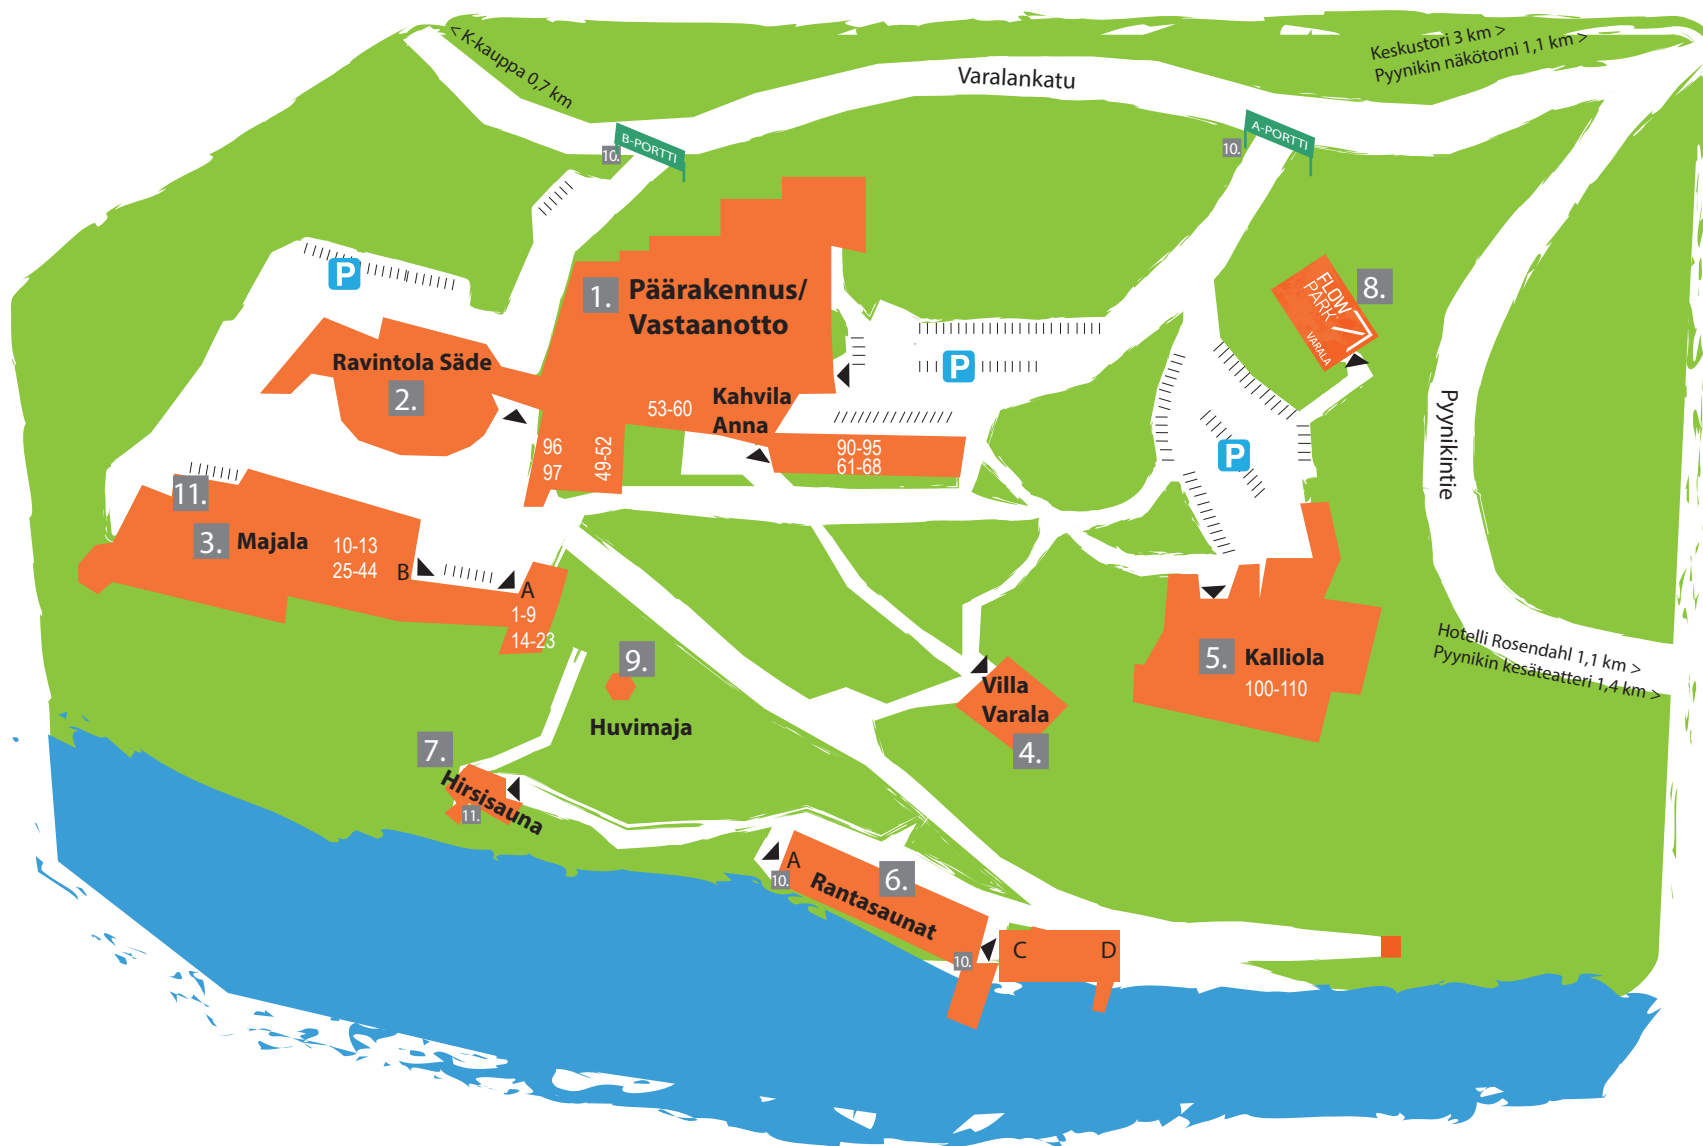 < K-kauppa 0,7 km
Varalankatu
Keskustori 3 km >
Pyynikin näkötorni 1,1 km >
10.
B-PORTTI
10.
A-PORTTI
P
1.
Päärakennus/
Vastaanotto
8.
FLOW
PARK
VARALA
Ravintola Säde
2.
P
Kahvila
Anna
53-60
96
97
49-52
90-95
61-68
P
Pyynikintie
11.
3.
Majala
10-13
25-44
B
A
1-9
14-23
9.
Huvimaja
Villa
Varala
4.
5.
Kalliola
100-110
Hotelli Rosendahl 1,1 km >
Pyynikin kesäteatteri 1,4 km >
7.
Hirsisauna
11.
A
10.
6.
Rantasaunat
10.
C
D